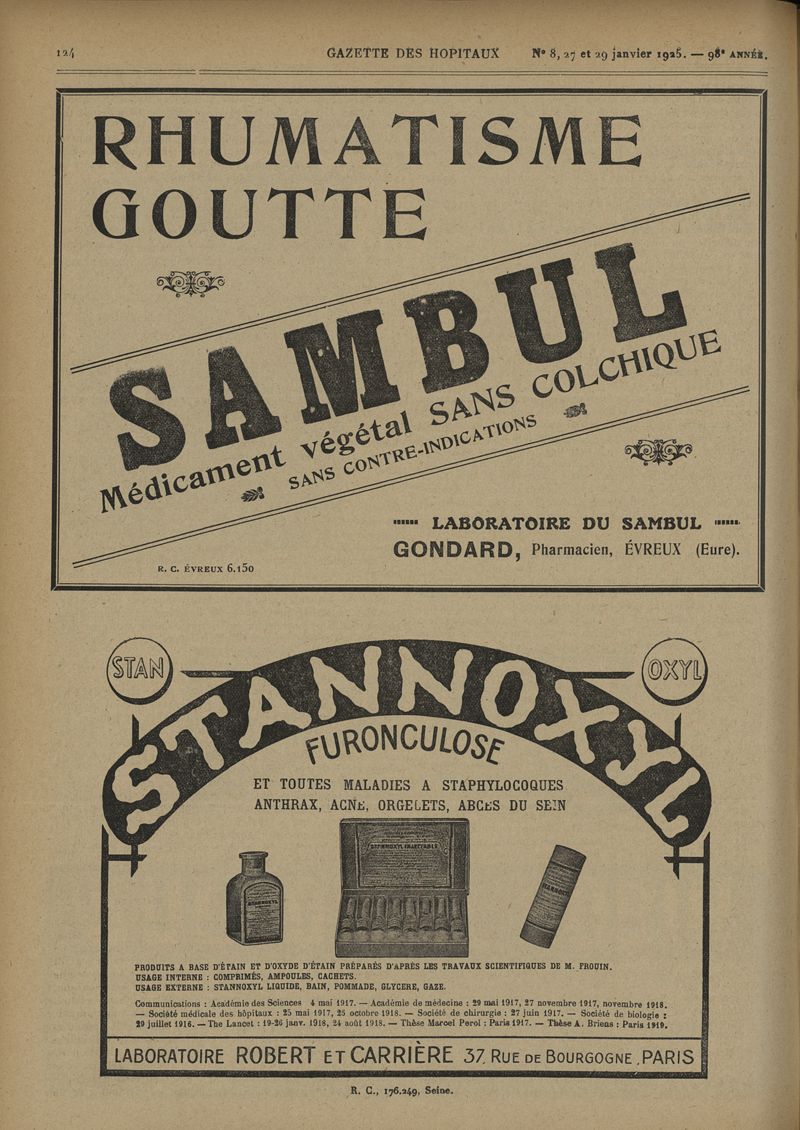 124 GAZETTE DES HOPITAUX Nº 8, 27 et 29 janvier 1925. — 98e ANNÉE.
RHUMATISME
GOUTTE
SAMBUL
Médicament végétal SANS COLCHIQUE
SANS CONTRE-INDICATIONS
LABORATOIRE DU SAMBUL
GONDARD, Pharmacien, ÉVREUX (Eure).
R. C. ÉVREUX 6.150
STAN OXYL
STANNOXYL
FURONCULOSE
ET TOUTES MALADIES A STAPHYLOCOQUES
ANTHRAX, ACNÉ, ORGELETS, ABCÈS DU SEIN
STANNOXYL INJECTABLE
STANNOXYL
STANNOXYL
PRODUITS A BASE D'ÉTAIN ET D'OXYDE D'ÉTAIN PRÉPARÉS D'APRÈS LES TRAVAUX SCIENTIFIQUES DE M. FROUIN.
USAGE INTERNE : COMPRIMÉS, AMPOULES, CACHETS.
USAGE EXTERNE : STANNOXYL LIQUIDE, BAIN, POMMADE, GLYCERE, GAZE.
Communications : Académie des Sciences 4 mai 1917. — Académie de médecine : 29 mai 1917, 27 novembre 1917, novembre 1918.
— Société médicale des hôpitaux : 25 mai 1917, 25 octobre 1918. — Société de chirurgie : 27 juin 1917. — Société de biologie :
29 juillet 1916. — The Lancet : 19-26 janv. 1918, 24 août 1918. — Thèse Marcel Perol : Paris 1917. — Thèse A. Briens : Paris 1919.
LABORATOIRE ROBERT ET CARRIÈRE 37, RUE DE BOURGOGNE, PARIS
R. C., 176.249, Seine.